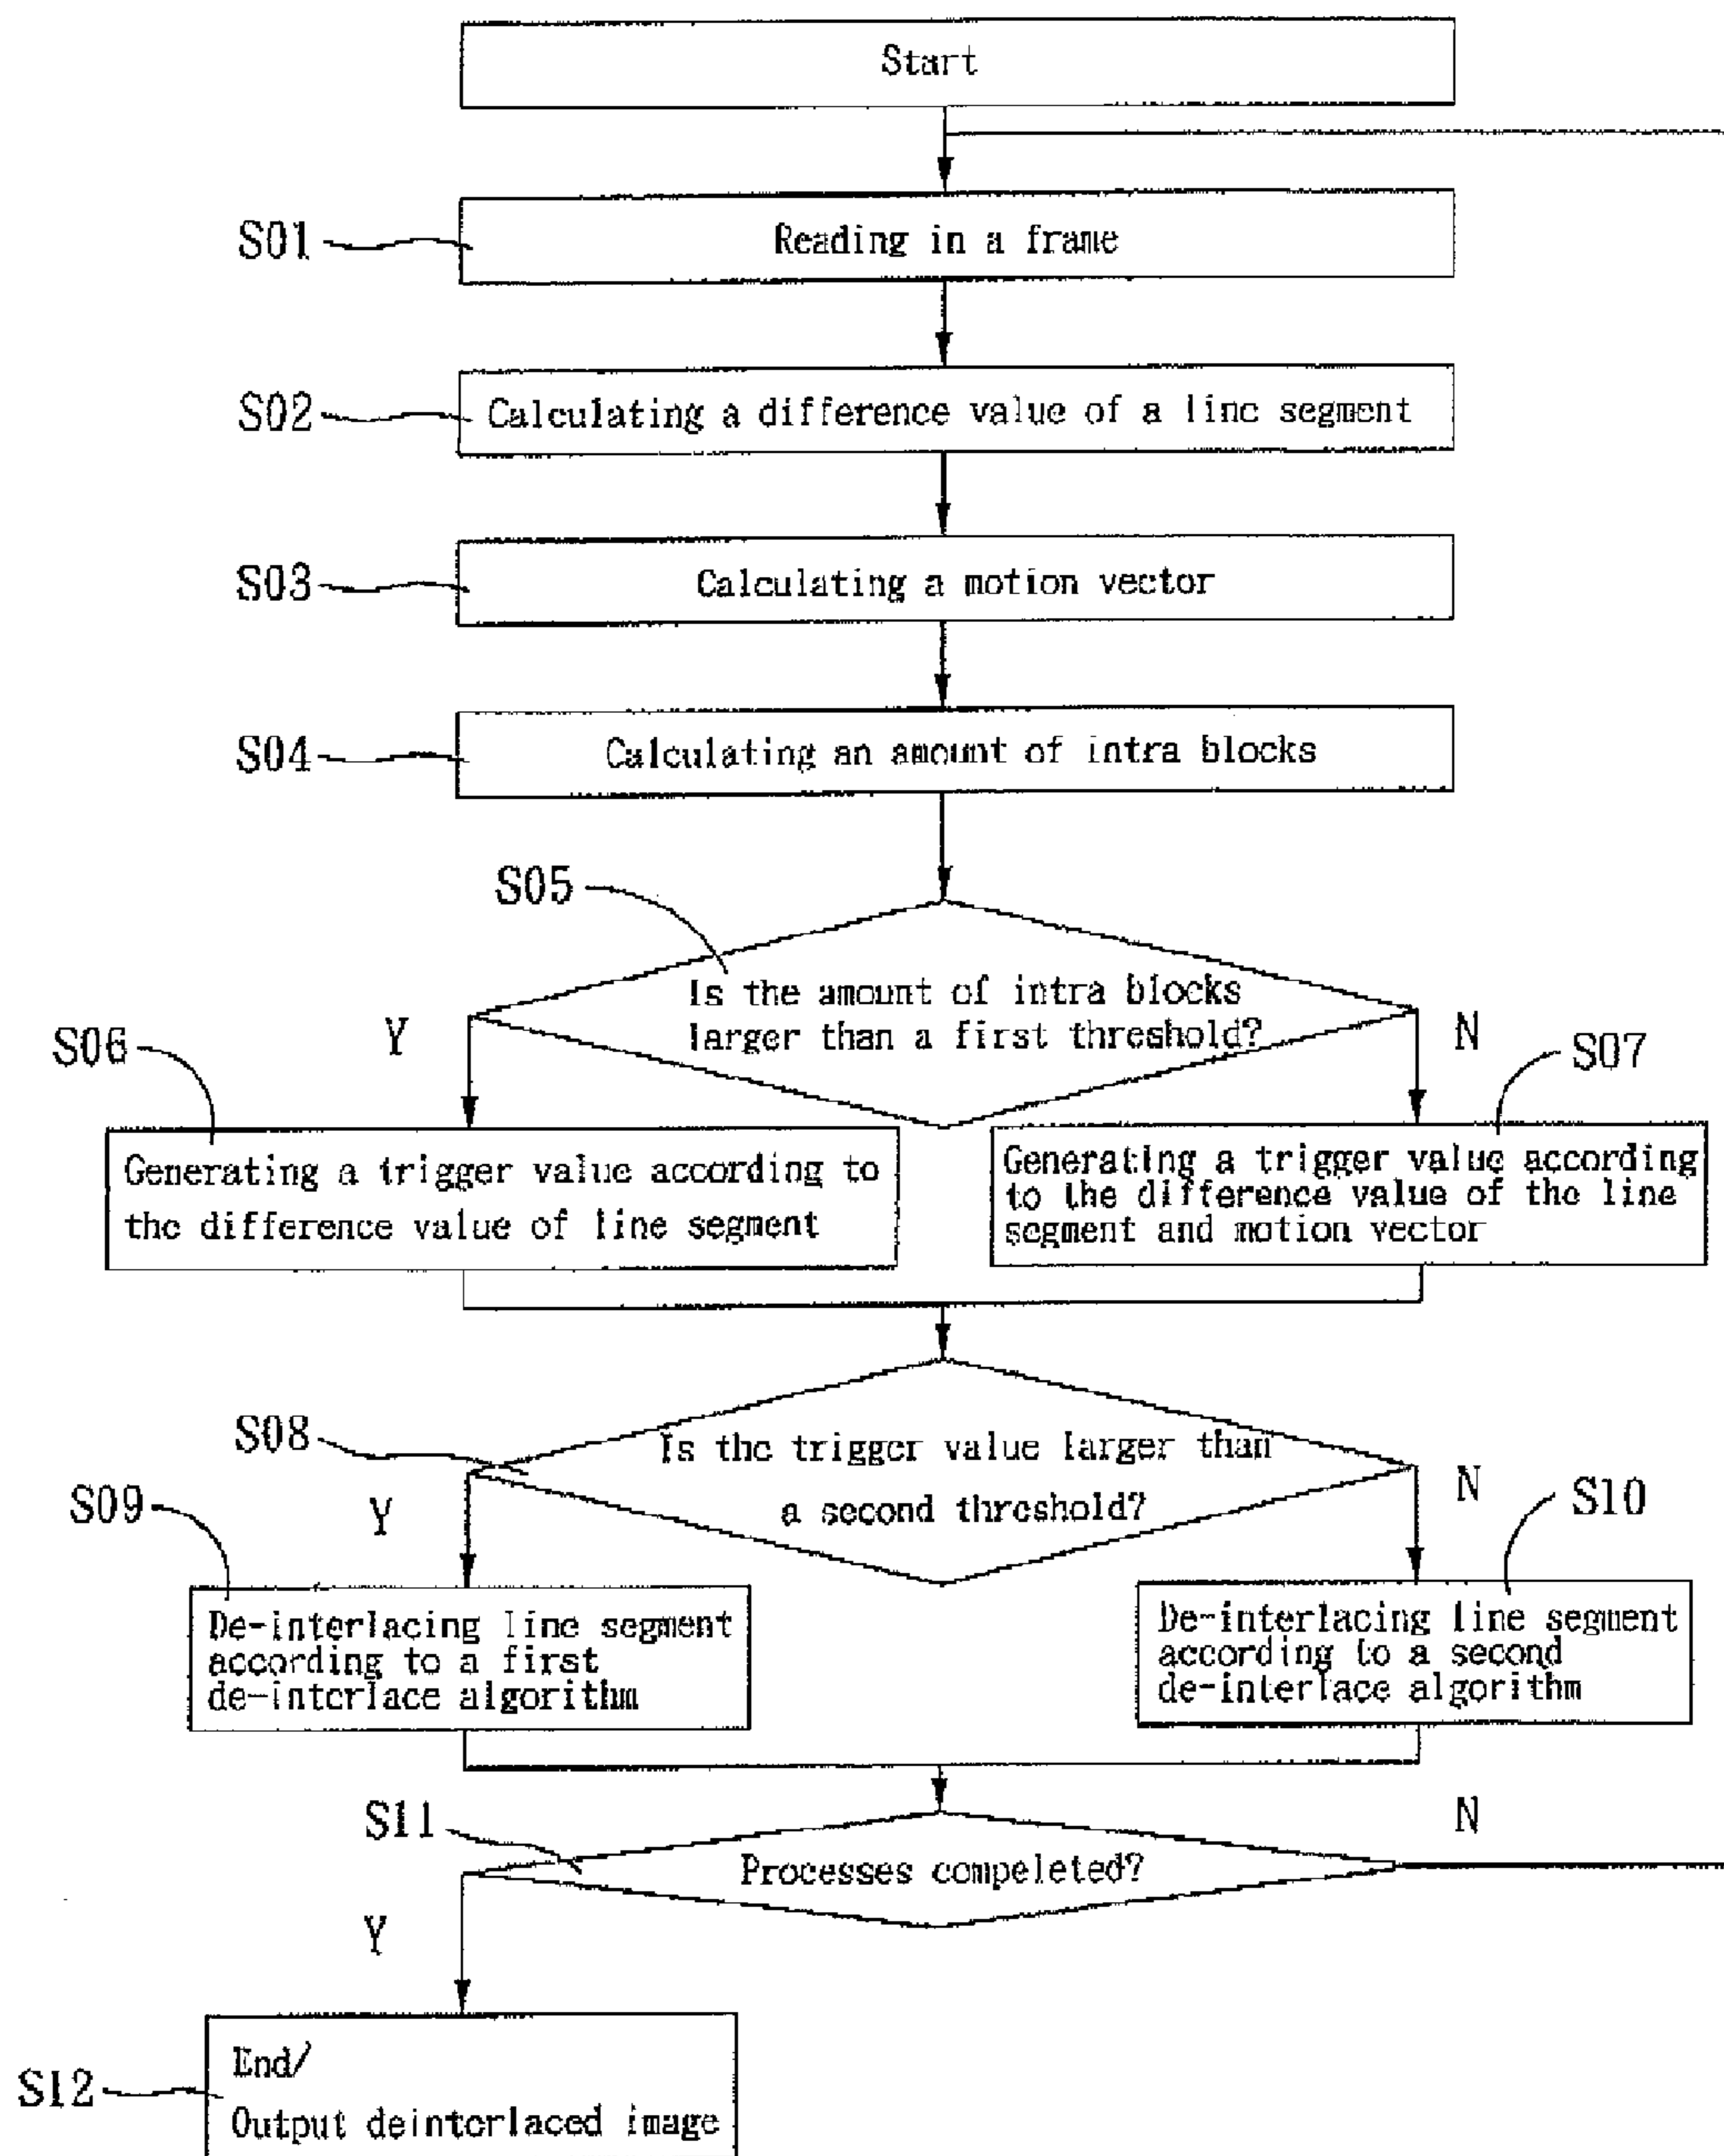 Start
S01
Reading in a frame
S02
Calculating a difference value of a line segment
S03
Calculating a motion vector
S04
Calculating an amount of intra blocks
S05
Is the amount of intra blocks
larger than a first threshold?
Y
N
S06
S07
Generating a trigger value according to
the difference value of line segment
Generating a trigger value according
to the difference value of the line
segment and motion vector
S08
Is the trigger value larger than
a second threshold?
Y
N
S09
S10
De-interlacing line segment
according to a first
de-interlace algorithm
De-interlacing line segment
according to a second
de-interlace algorithm
S11
Processes compeleted?
N
Y
S12
End/
Output deinterlaced image